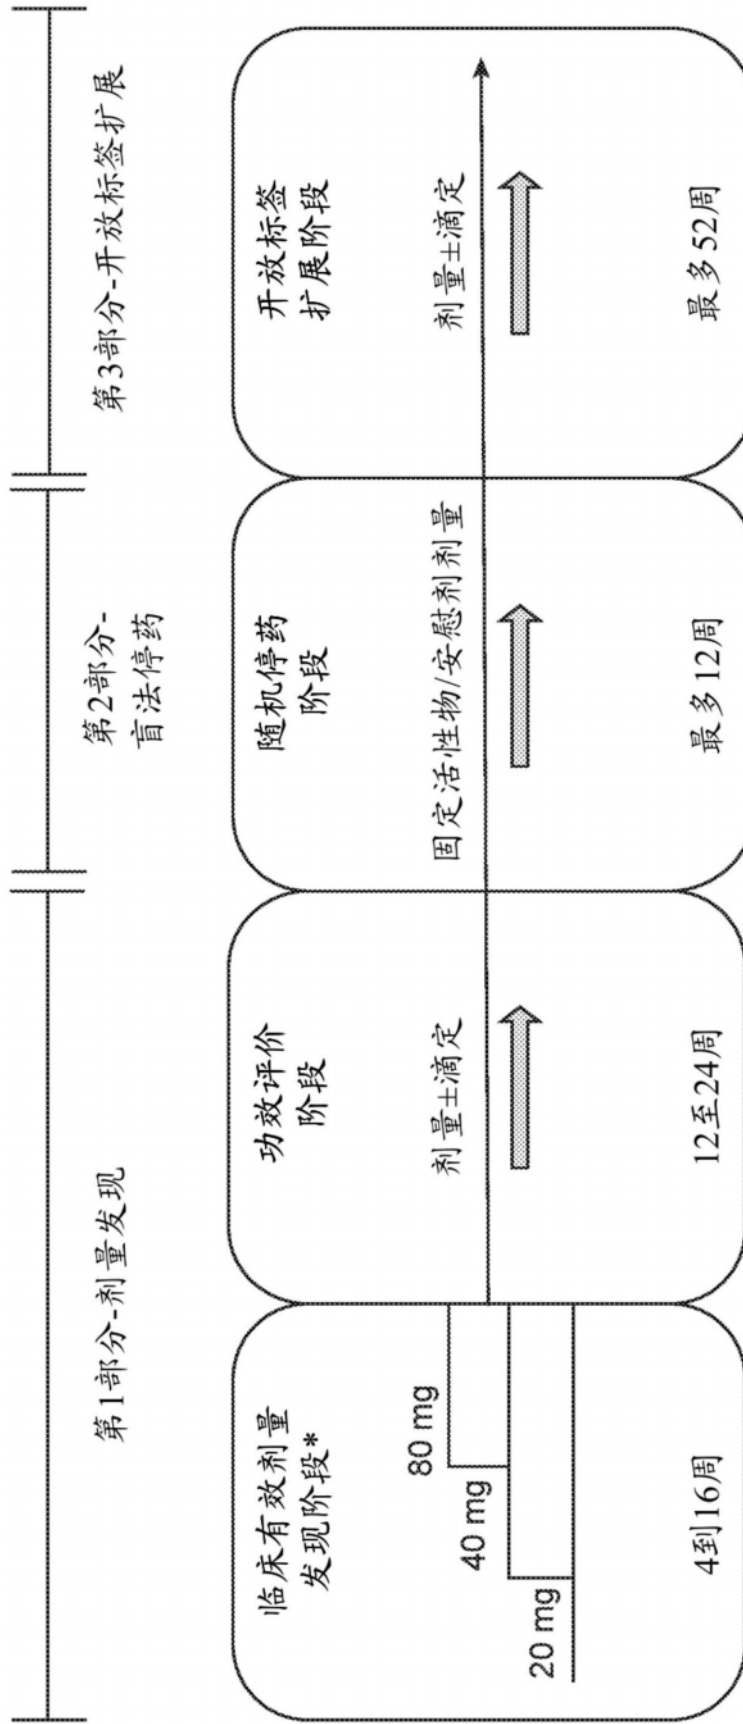 第1部分-剂量发现
第2部分-
盲法停药
第3部分-开放标签扩展
临床有效剂量
发现阶段*
80 mg
40 mg
20 mg
4到16周
功效评价
阶段
剂量±滴定
12至24周
随机停药
阶段
固定活性物/安慰剂剂量
最多12周
开放标签
扩展阶段
剂量±滴定
最多52周